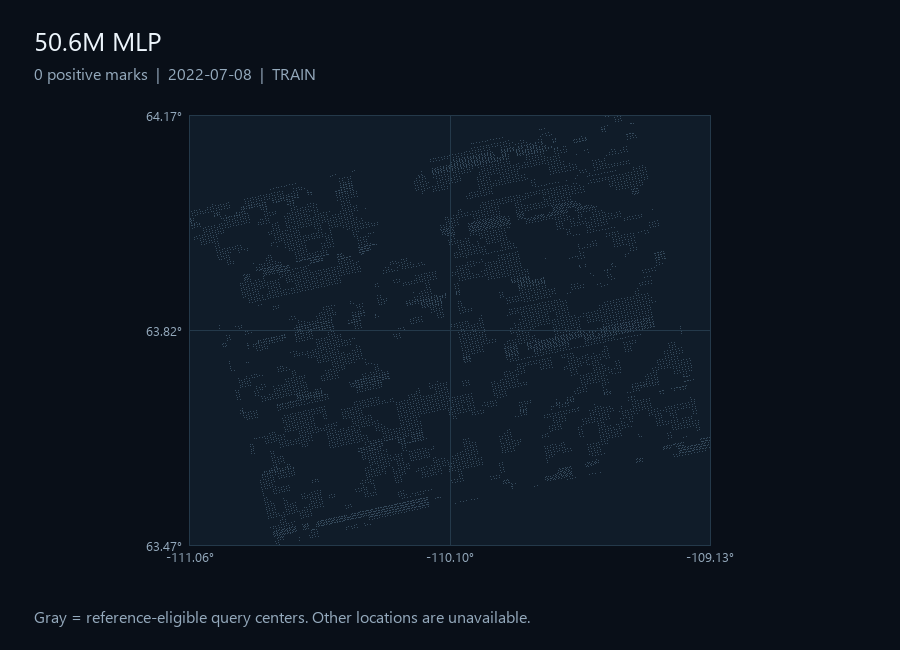 50.6M MLP
0 positive marks | 2022-07-08 | TRAIN
64.17°
63.82°
63.47°
-111.06° -110.10° -109.13°
Gray = reference-eligible query centers. Other locations are unavailable.